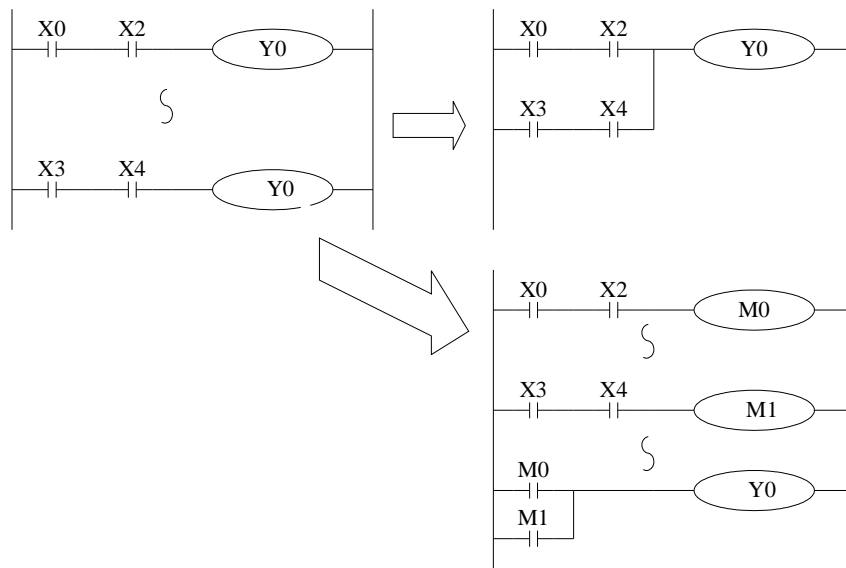 X0 X2 Y0
X3 X4 Y0
X0 X2 Y0
X3 X4
X0 X2 M0
X3 X4 M1
M0 Y0
M1